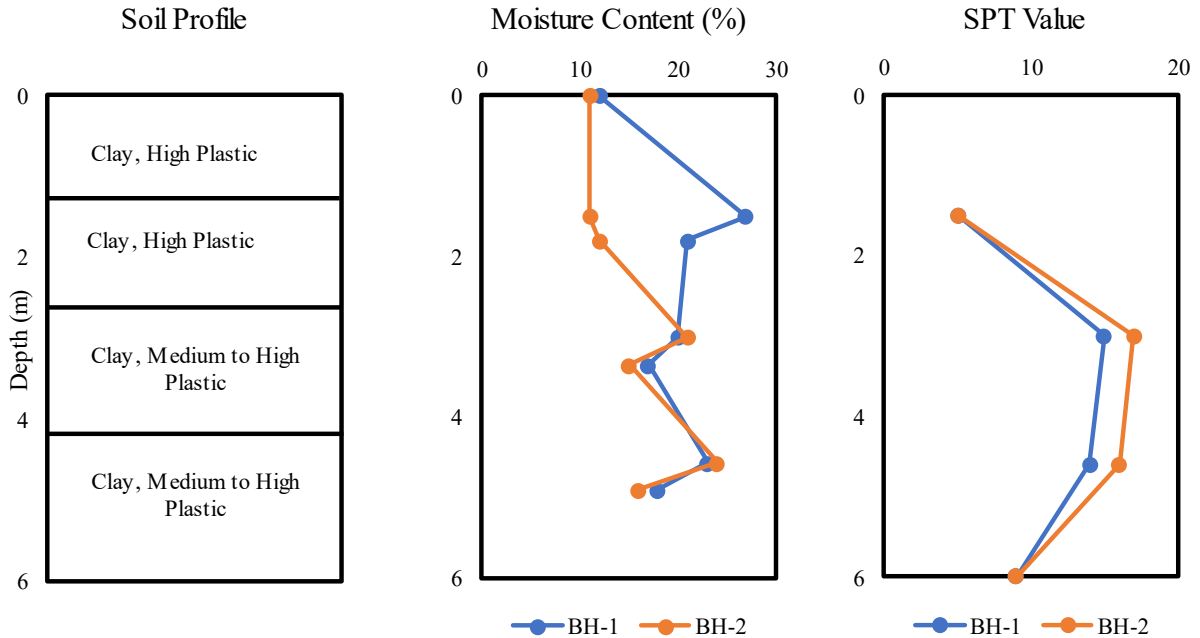 Soil Profile
Moisture Content (%)
SPT Value
0 10 20 30
0 10 20
Depth (m)
0
2
4
6
Clay, High Plastic
Clay, High Plastic
Clay, Medium to High
Plastic
Clay, Medium to High
Plastic
0
2
4
6
BH-1 BH-2
0
2
4
6
BH-1 BH-2